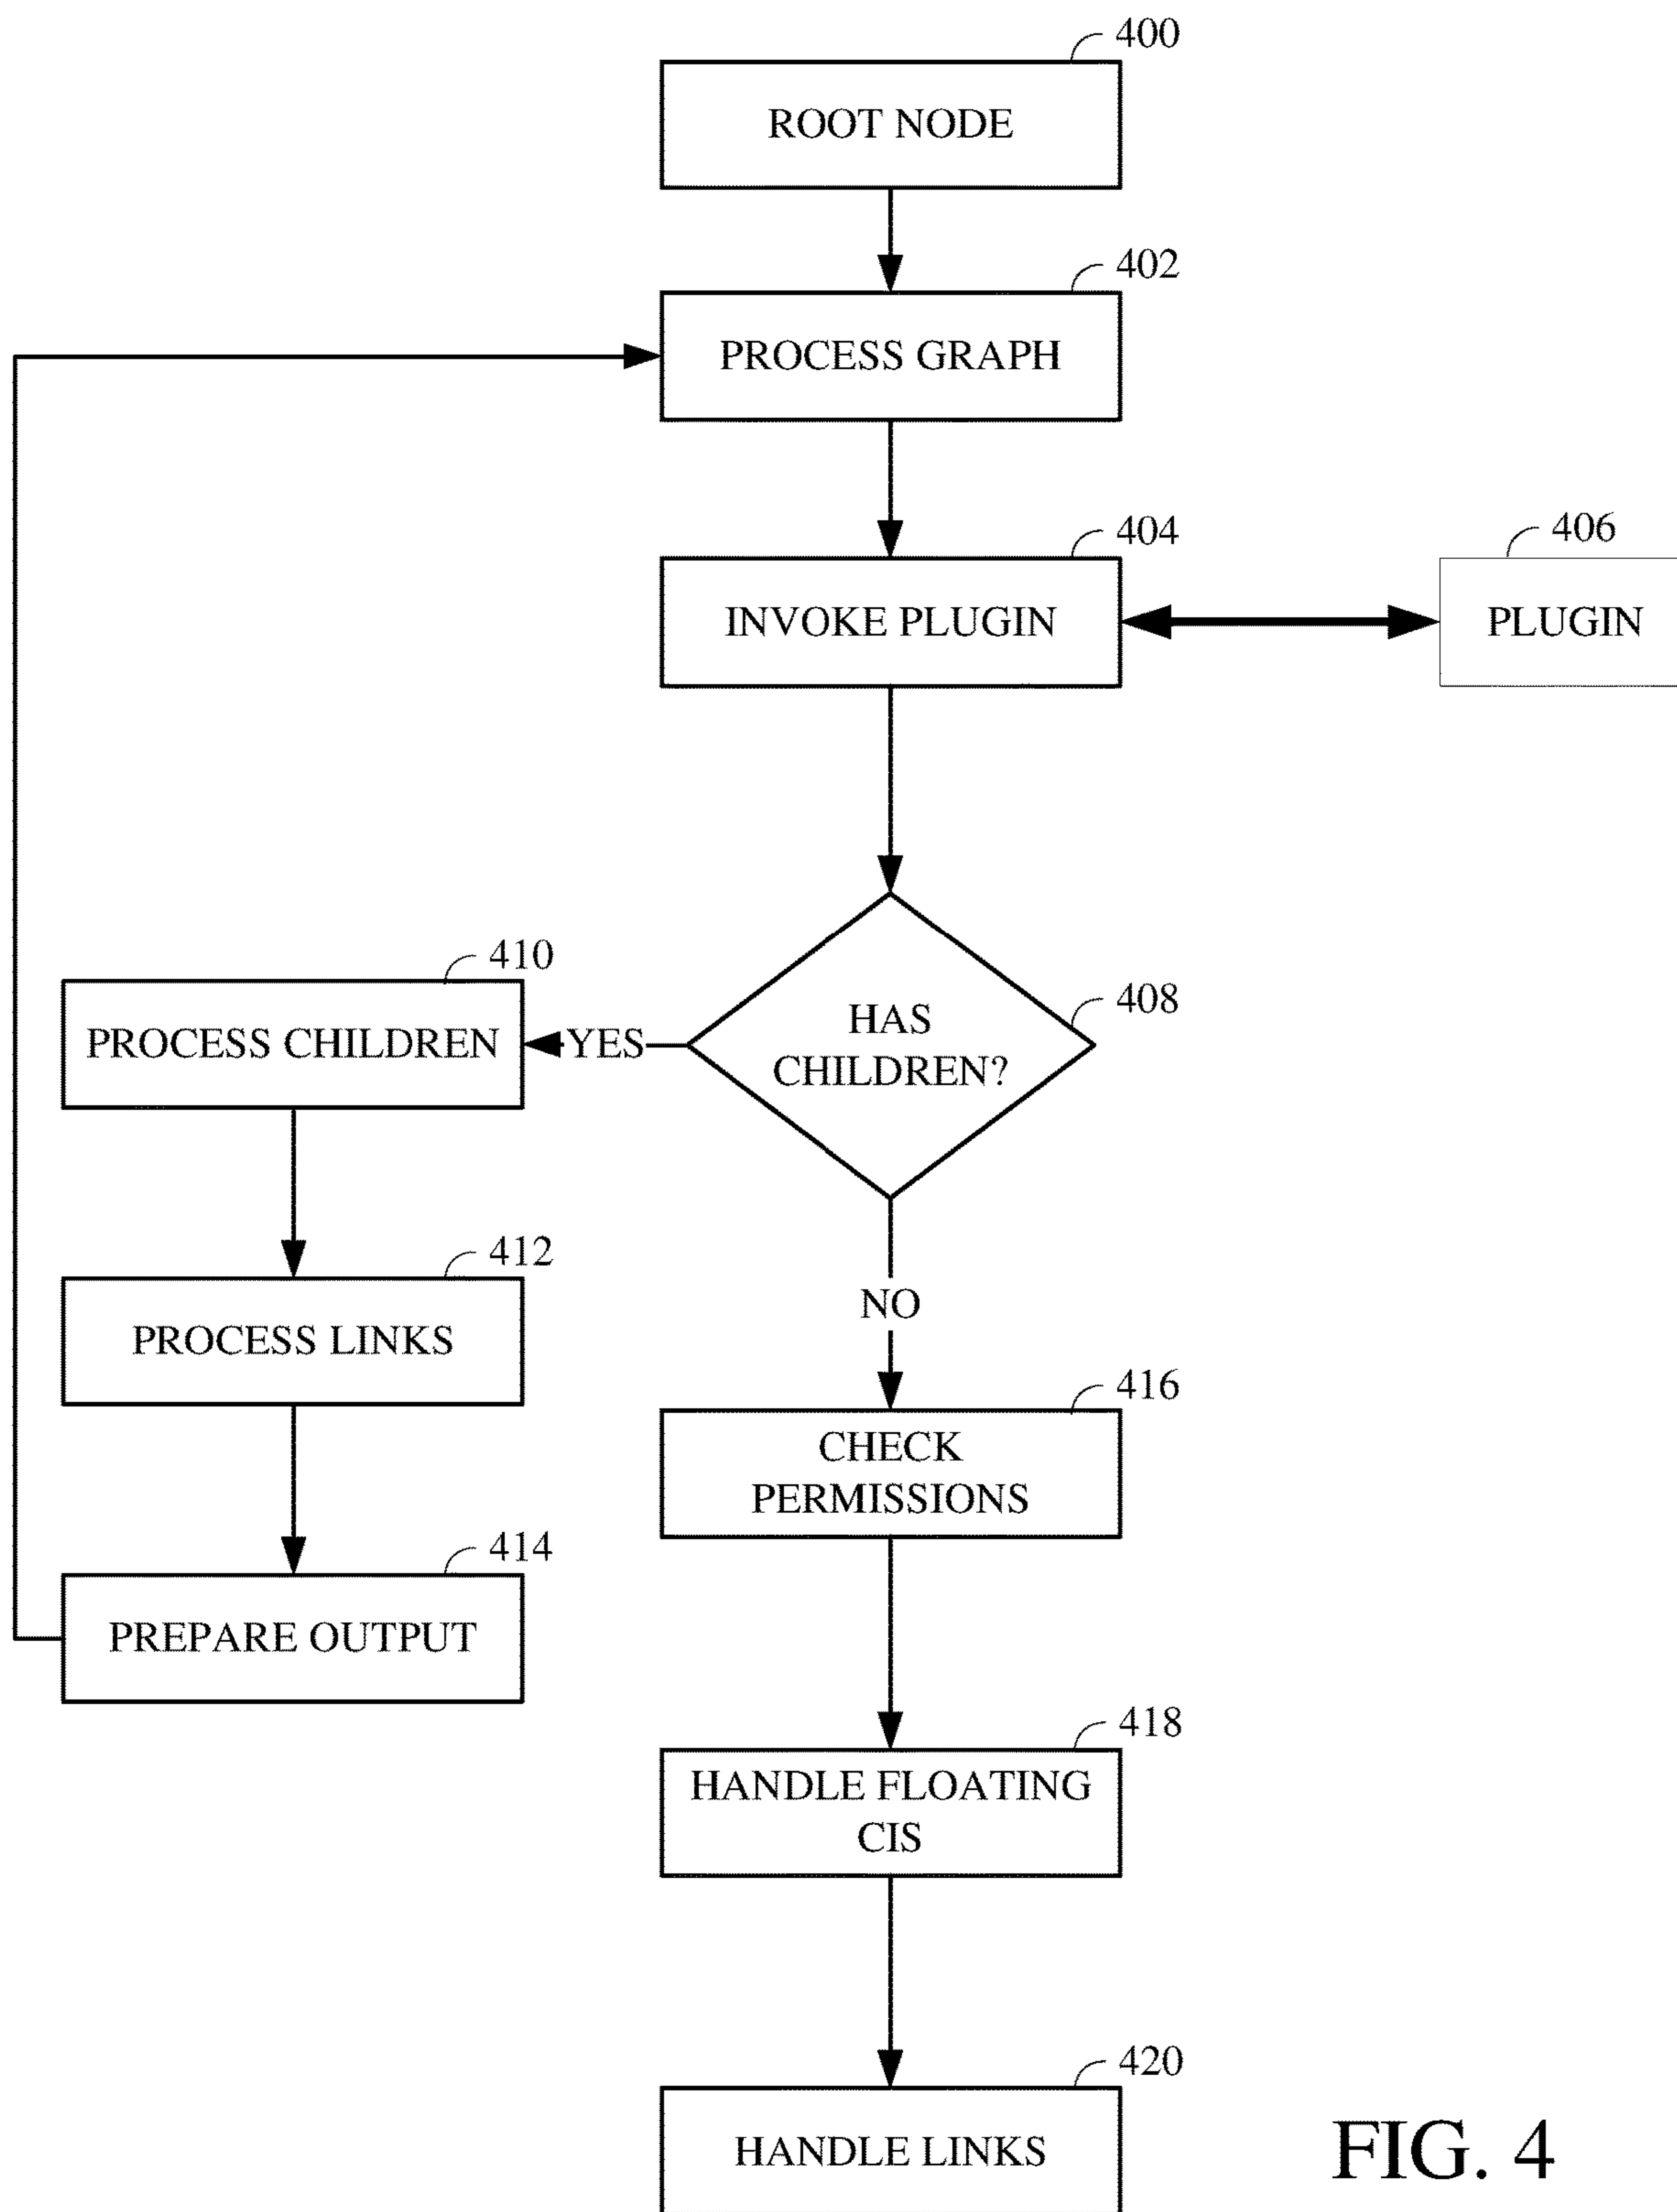 400
ROOT NODE
402
PROCESS GRAPH
404
INVOKE PLUGIN
406
PLUGIN
408
HAS
CHILDREN?
YES
410
PROCESS CHILDREN
412
PROCESS LINKS
414
PREPARE OUTPUT
NO
416
CHECK
PERMISSIONS
418
HANDLE FLOATING
CIS
420
HANDLE LINKS
FIG. 4